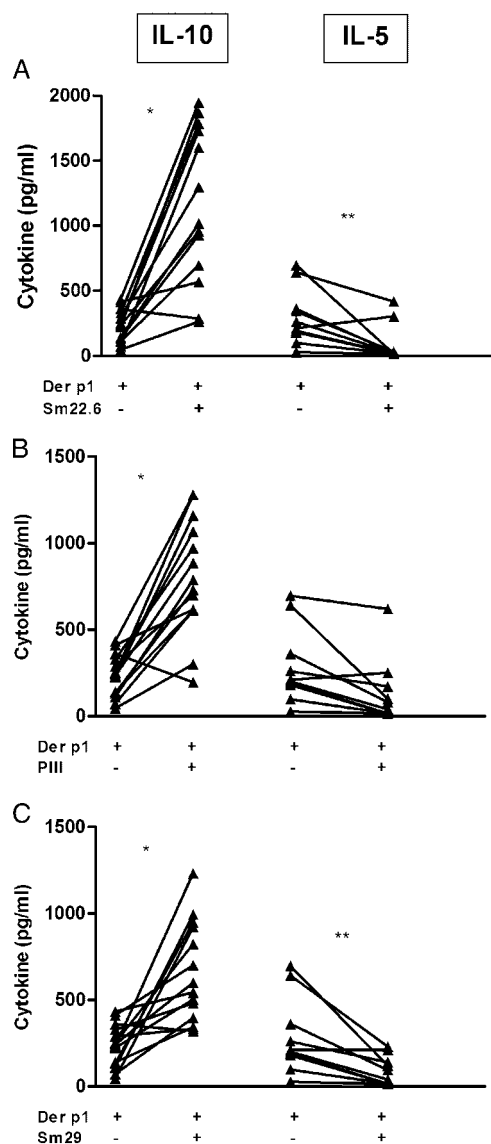 IL-10 IL-5
A
2000
*
1500
Cytokine (pg/ml)
1000
**
500
0
Der p1 + + + +
Sm22.6 - + - +
B
1500
*
Cytokine (pg/ml)
1000
500
0
Der p1 + + + +
PIII - + - +
C
1500
*
Cytokine (pg/ml)
1000
**
500
0
Der p1 + + + +
Sm29 - + - +